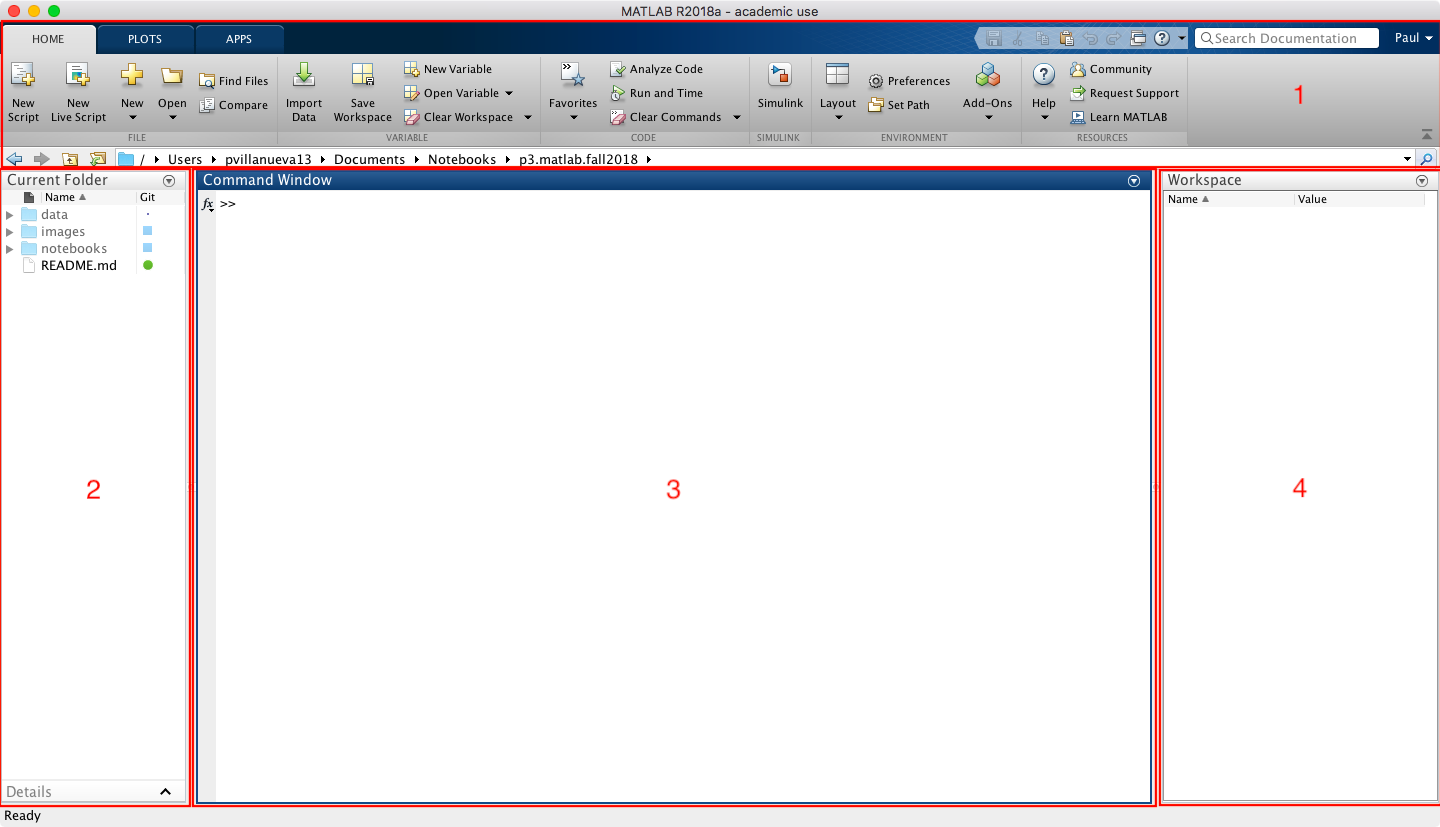 MATLAB R2018a - academic use
HOME PLOTS APPS Search Documentation Paul
New Script
New Live Script
New
Open
Find Files
Compare
FILE
Import Data
Save Workspace
New Variable
Open Variable
Clear Workspace
VARIABLE
Favorites
Analyze Code
Run and Time
Clear Commands
CODE
Simulink
SIMULINK
Layout
Preferences
Set Path
Add-Ons
ENVIRONMENT
Help
Community
Request Support
Learn MATLAB
RESOURCES
1
/ Users pvillanueva13 Documents Notebooks p3.matlab.fall2018
Current Folder
Name Git
data
images
notebooks
README.md
2
Details
Command Window
fx >>
3
Workspace
Name Value
4
Ready